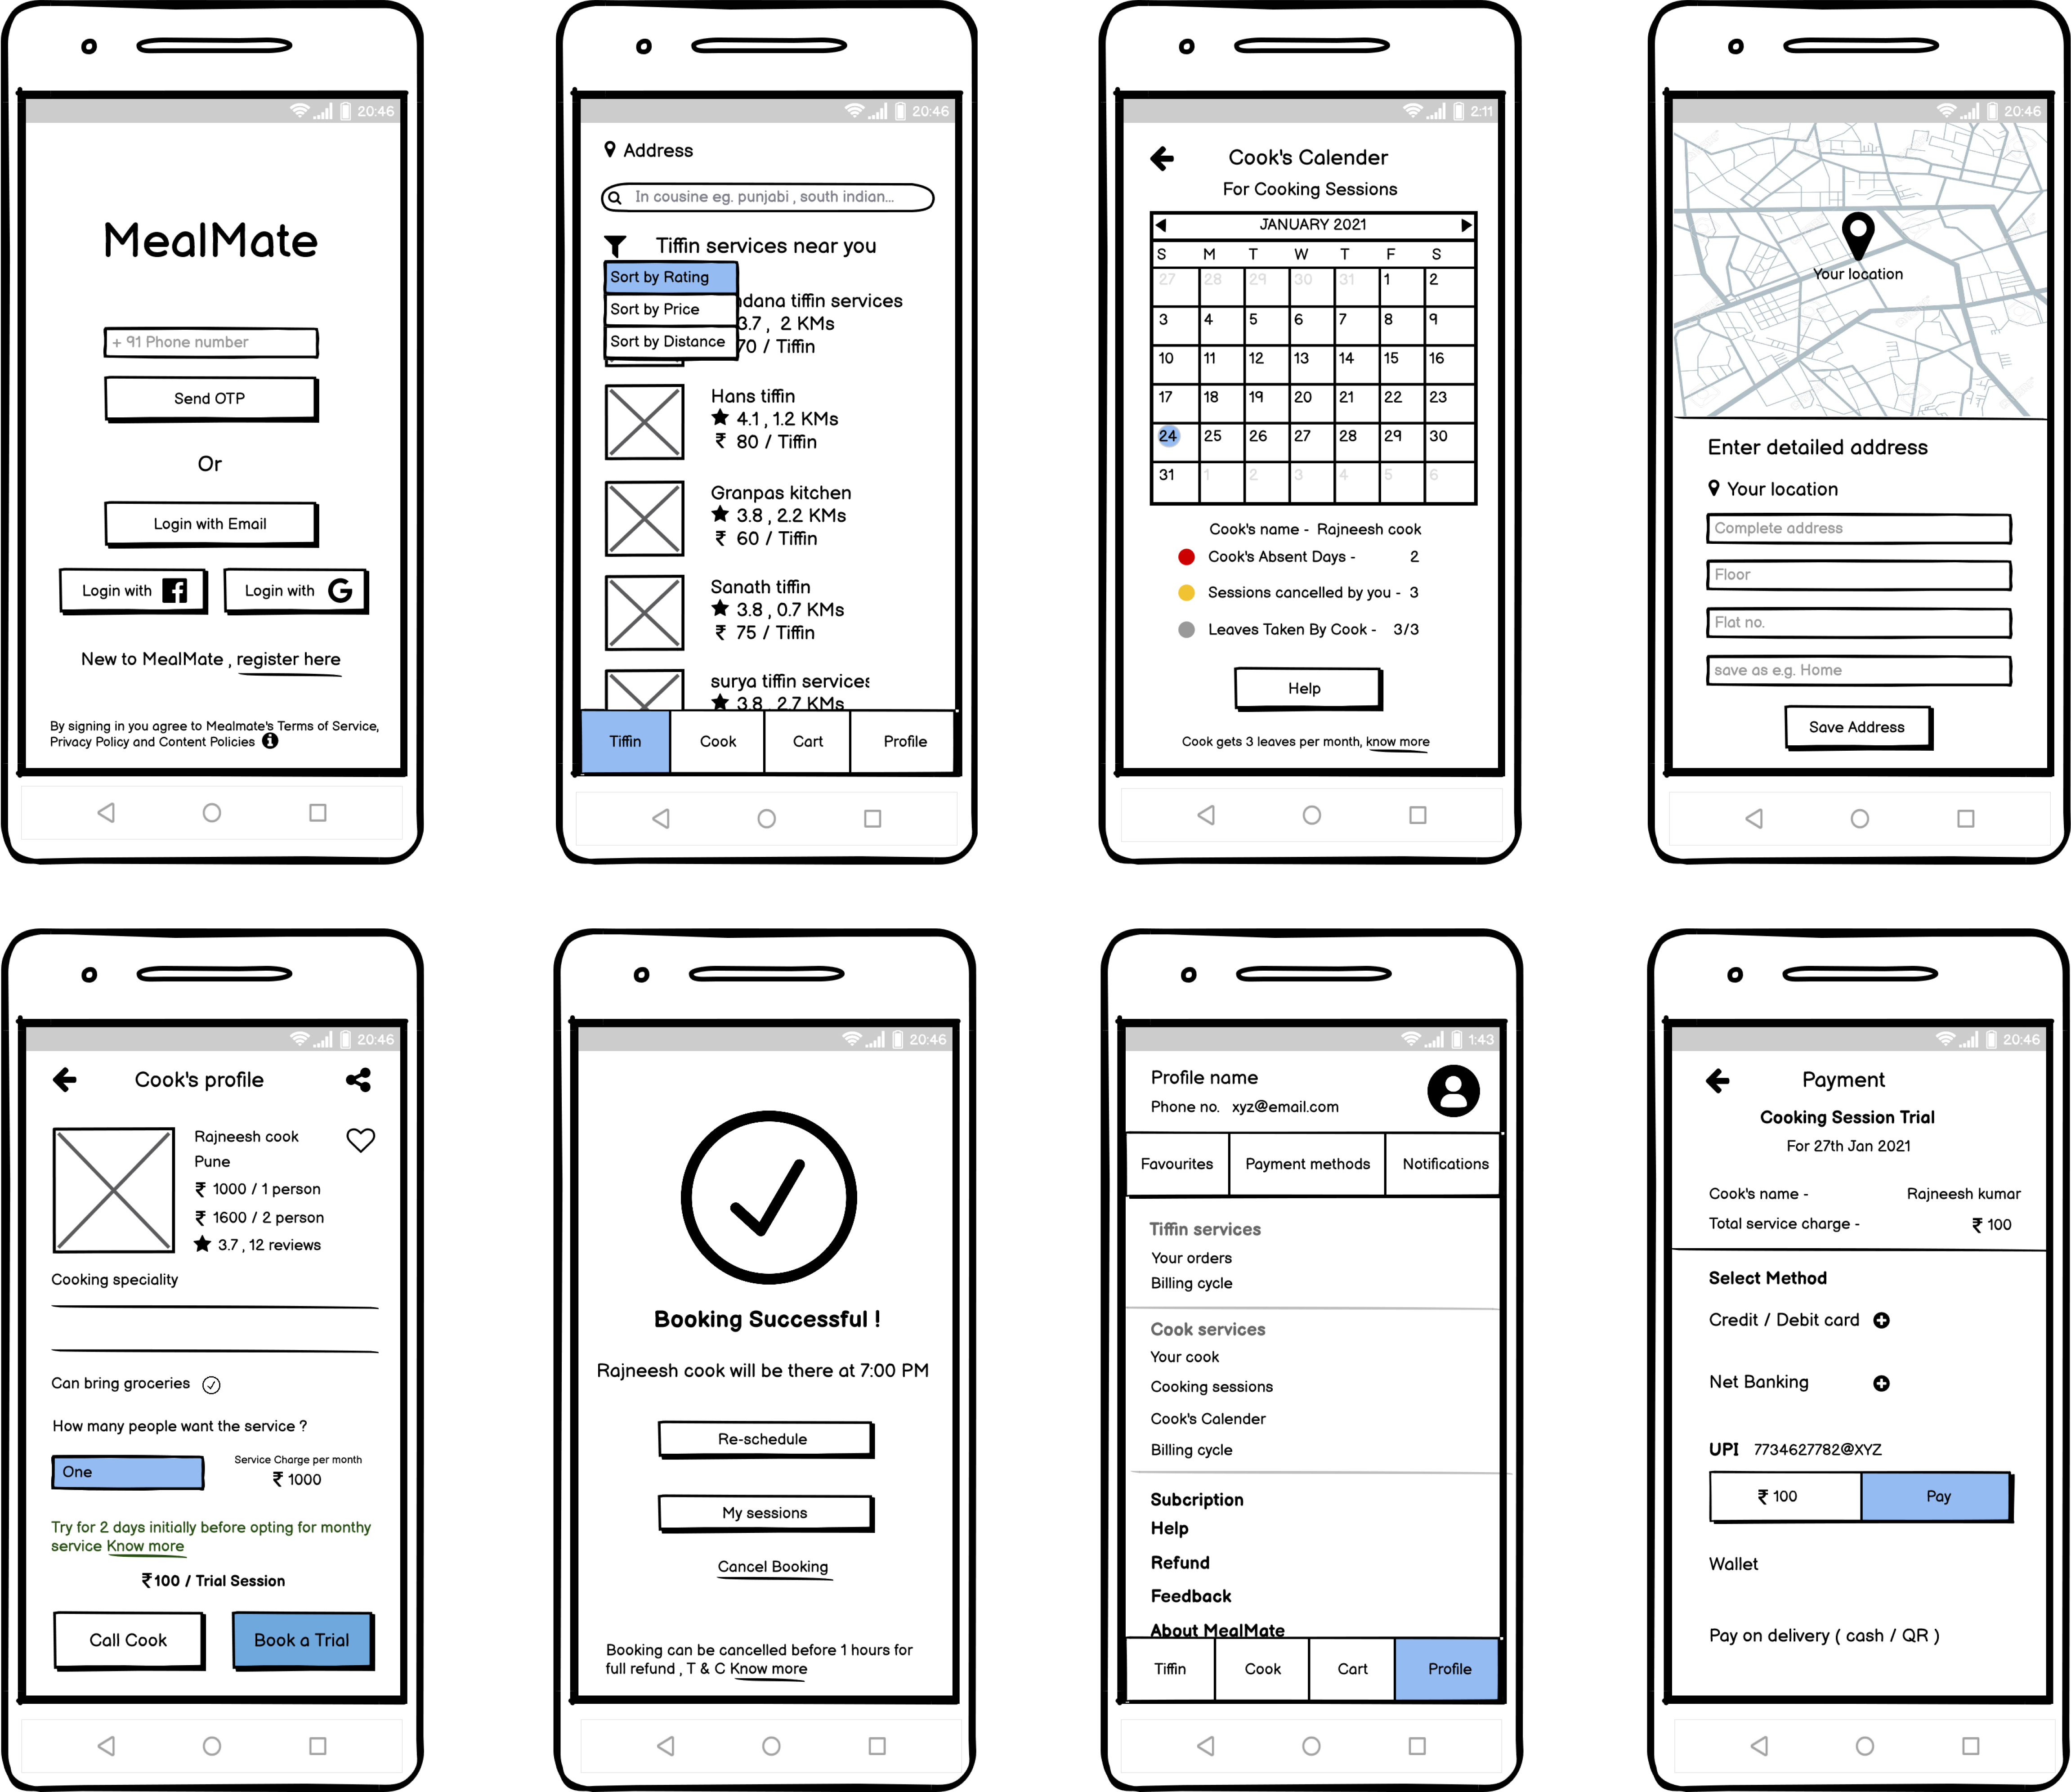 20:46
MealMate
+ 91 Phone number
Send OTP
Or
Login with Email
Login with
Login with
New to MealMate , register here
By signing in you agree to Mealmate's Terms of Service,
Privacy Policy and Content Policies
20:46
Address
In cousine eg. punjabi , south indian...
Tiffin services near you
Sort by Rating
Sort by Price
Sort by Distance
ndana tiffin services
3.7 , 2 KMs
70 / Tiffin
Hans tiffin
4.1 , 1.2 KMs
₹ 80 / Tiffin
Granpas kitchen
3.8 , 2.2 KMs
₹ 60 / Tiffin
Sanath tiffin
3.8 , 0.7 KMs
₹ 75 / Tiffin
surya tiffin services
3.8 , 2.7 KMs
Tiffin Cook Cart Profile
2:11
Cook's Calender
For Cooking Sessions
JANUARY 2021
S M T W T F S
27 28 29 30 31 1 2
3 4 5 6 7 8 9
10 11 12 13 14 15 16
17 18 19 20 21 22 23
24 25 26 27 28 29 30
31 1 2 3 4 5 6
Cook's name - Rajneesh cook
Cook's Absent Days - 2
Sessions cancelled by you - 3
Leaves Taken By Cook - 3/3
Help
Cook gets 3 leaves per month, know more
20:46
Your location
Enter detailed address
Your location
Complete address
Floor
Flat no.
save as e.g. Home
Save Address
20:46
Cook's profile
Rajneesh cook
Pune
₹ 1000 / 1 person
₹ 1600 / 2 person
3.7 , 12 reviews
Cooking speciality
Can bring groceries
How many people want the service ?
One
Service Charge per month
₹ 1000
Try for 2 days initially before opting for monthy
service Know more
₹100 / Trial Session
Call Cook
Book a Trial
20:46
Booking Successful !
Rajneesh cook will be there at 7:00 PM
Re-schedule
My sessions
Cancel Booking
Booking can be cancelled before 1 hours for
full refund , T & C Know more
1:43
Profile name
Phone no. xyz@email.com
Favourites Payment methods Notifications
Tiffin services
Your orders
Billing cycle
Cook services
Your cook
Cooking sessions
Cook's Calender
Billing cycle
Subcription
Help
Refund
Feedback
About MealMate
Tiffin Cook Cart Profile
20:46
Payment
Cooking Session Trial
For 27th Jan 2021
Cook's name - Rajneesh kumar
Total service charge - ₹ 100
Select Method
Credit / Debit card
Net Banking
UPI 7734627782@XYZ
₹ 100 Pay
Wallet
Pay on delivery ( cash / QR )